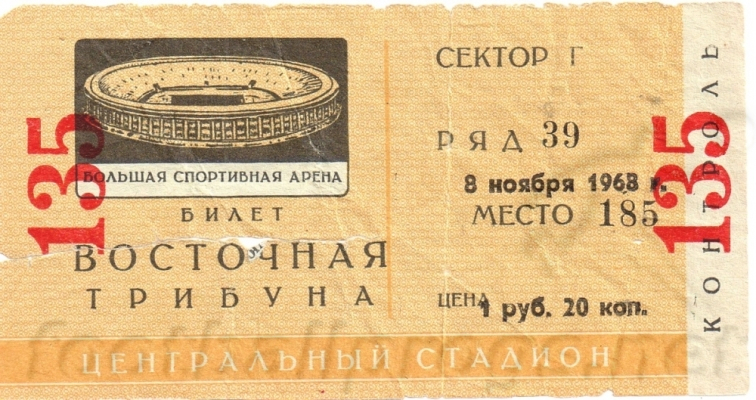 БОЛЬШАЯ СПОРТИВНАЯ АРЕНА
БИЛЕТ
ВОСТОЧНАЯ
ТРИБУНА
СЕКТОР Г
РЯД 39
8 ноября 1968 г.
МЕСТО 185
ЦЕНА 1 руб. 20 коп.
ЦЕНТРАЛЬНЫЙ СТАДИОН
135
135
КОНТРОЛЬ